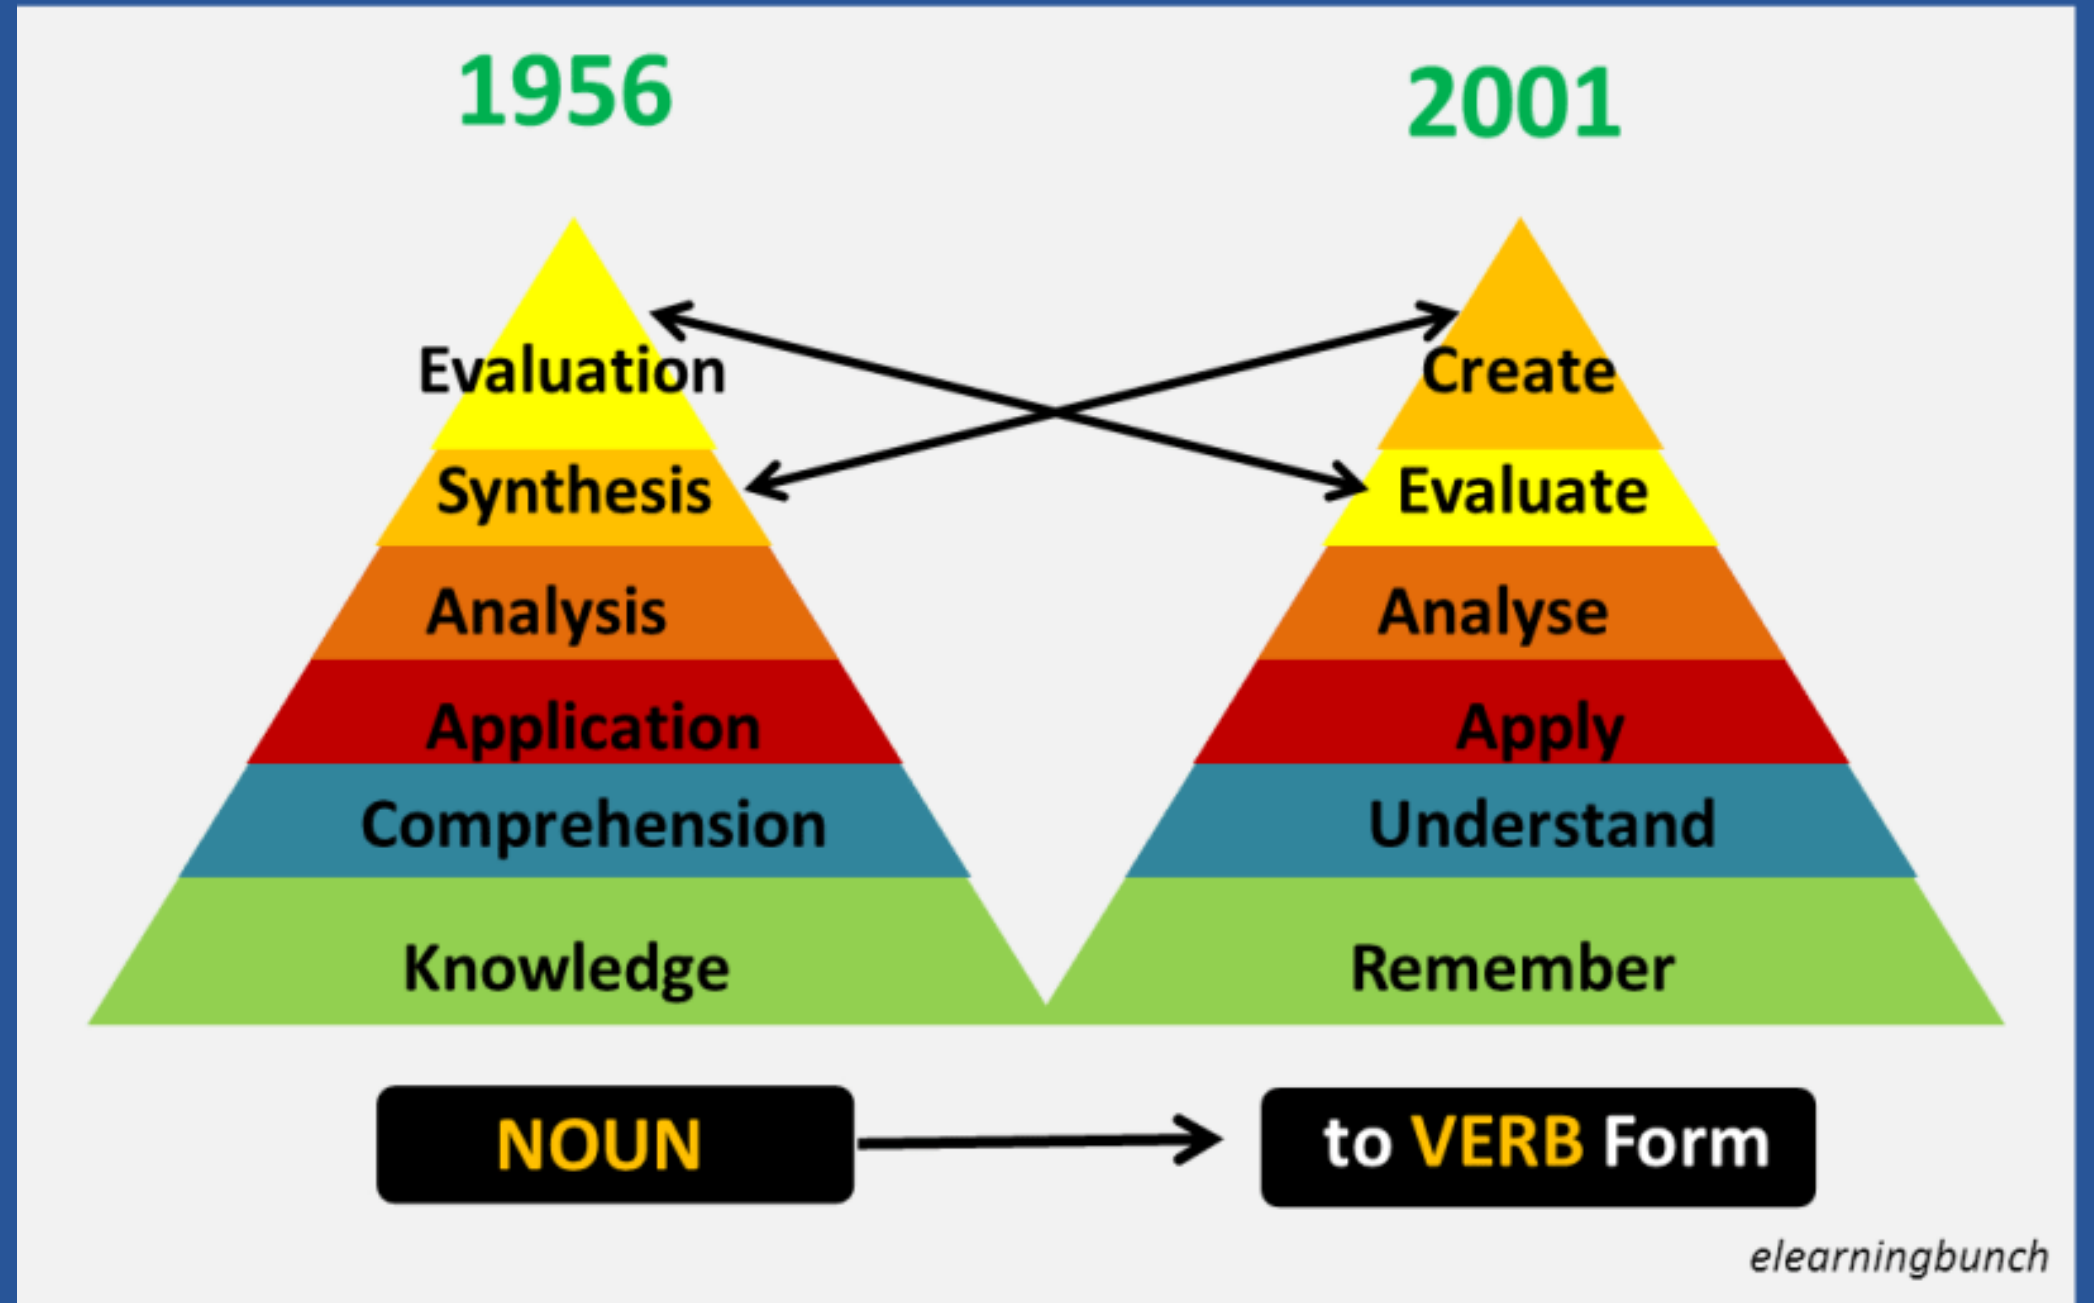 1956
2001
Evaluation
Synthesis
Analysis
Application
Comprehension
Knowledge
Create
Evaluate
Analyse
Apply
Understand
Remember
NOUN
to VERB Form
elearningbunch